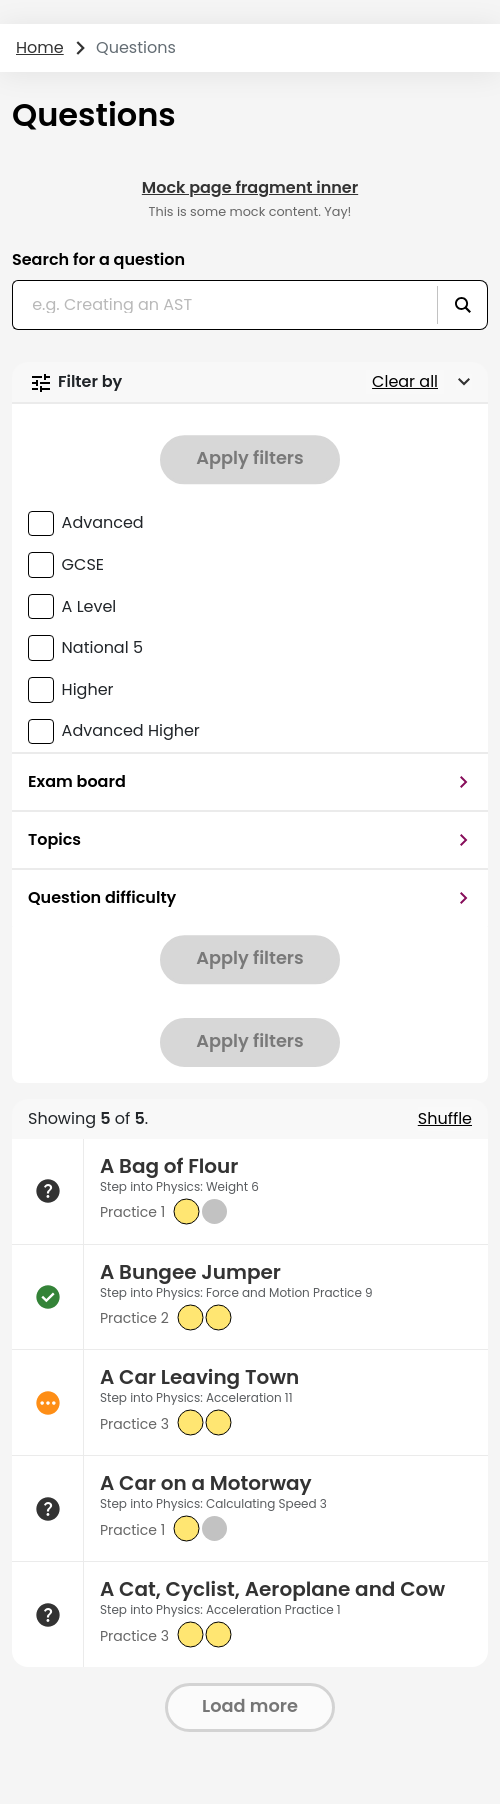 Home Questions
Questions
Mock page fragment inner
This is some mock content. Yay!
Search for a question
e.g. Creating an AST
Filter by Clear all
Apply filters
Advanced
GCSE
A Level
National 5
Higher
Advanced Higher
Exam board
Topics
Question difficulty
Apply filters
Apply filters
Showing 5 of 5. Shuffle
A Bag of Flour
Step into Physics: Weight 6
Practice 1
A Bungee Jumper
Step into Physics: Force and Motion Practice 9
Practice 2
A Car Leaving Town
Step into Physics: Acceleration 11
Practice 3
A Car on a Motorway
Step into Physics: Calculating Speed 3
Practice 1
A Cat, Cyclist, Aeroplane and Cow
Step into Physics: Acceleration Practice 1
Practice 3
Load more